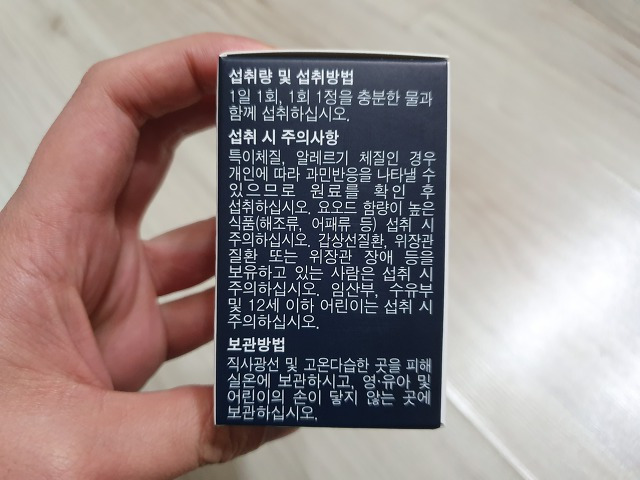 섭취량 및 섭취방법
1일 1회, 1회 1정을 충분한 물과
함께 섭취하십시오.
섭취 시 주의사항
특이체질, 알레르기 체질인 경우
개인에 따라 과민반응을 나타낼 수
있으므로 원료를 확인 후
섭취하십시오. 요오드 함량이 높은
식품(해조류, 어패류 등) 섭취 시
주의하십시오. 갑상선질환, 위장관
질환 또는 위장관 장애 등을
보유하고 있는 사람은 섭취 시
주의하십시오. 임산부, 수유부
및 12세 이하 어린이는 섭취 시
주의하십시오.
보관방법
직사광선 및 고온다습한 곳을 피해
실온에 보관하시고, 영·유아 및
어린이의 손이 닿지 않는 곳에
보관하십시오.